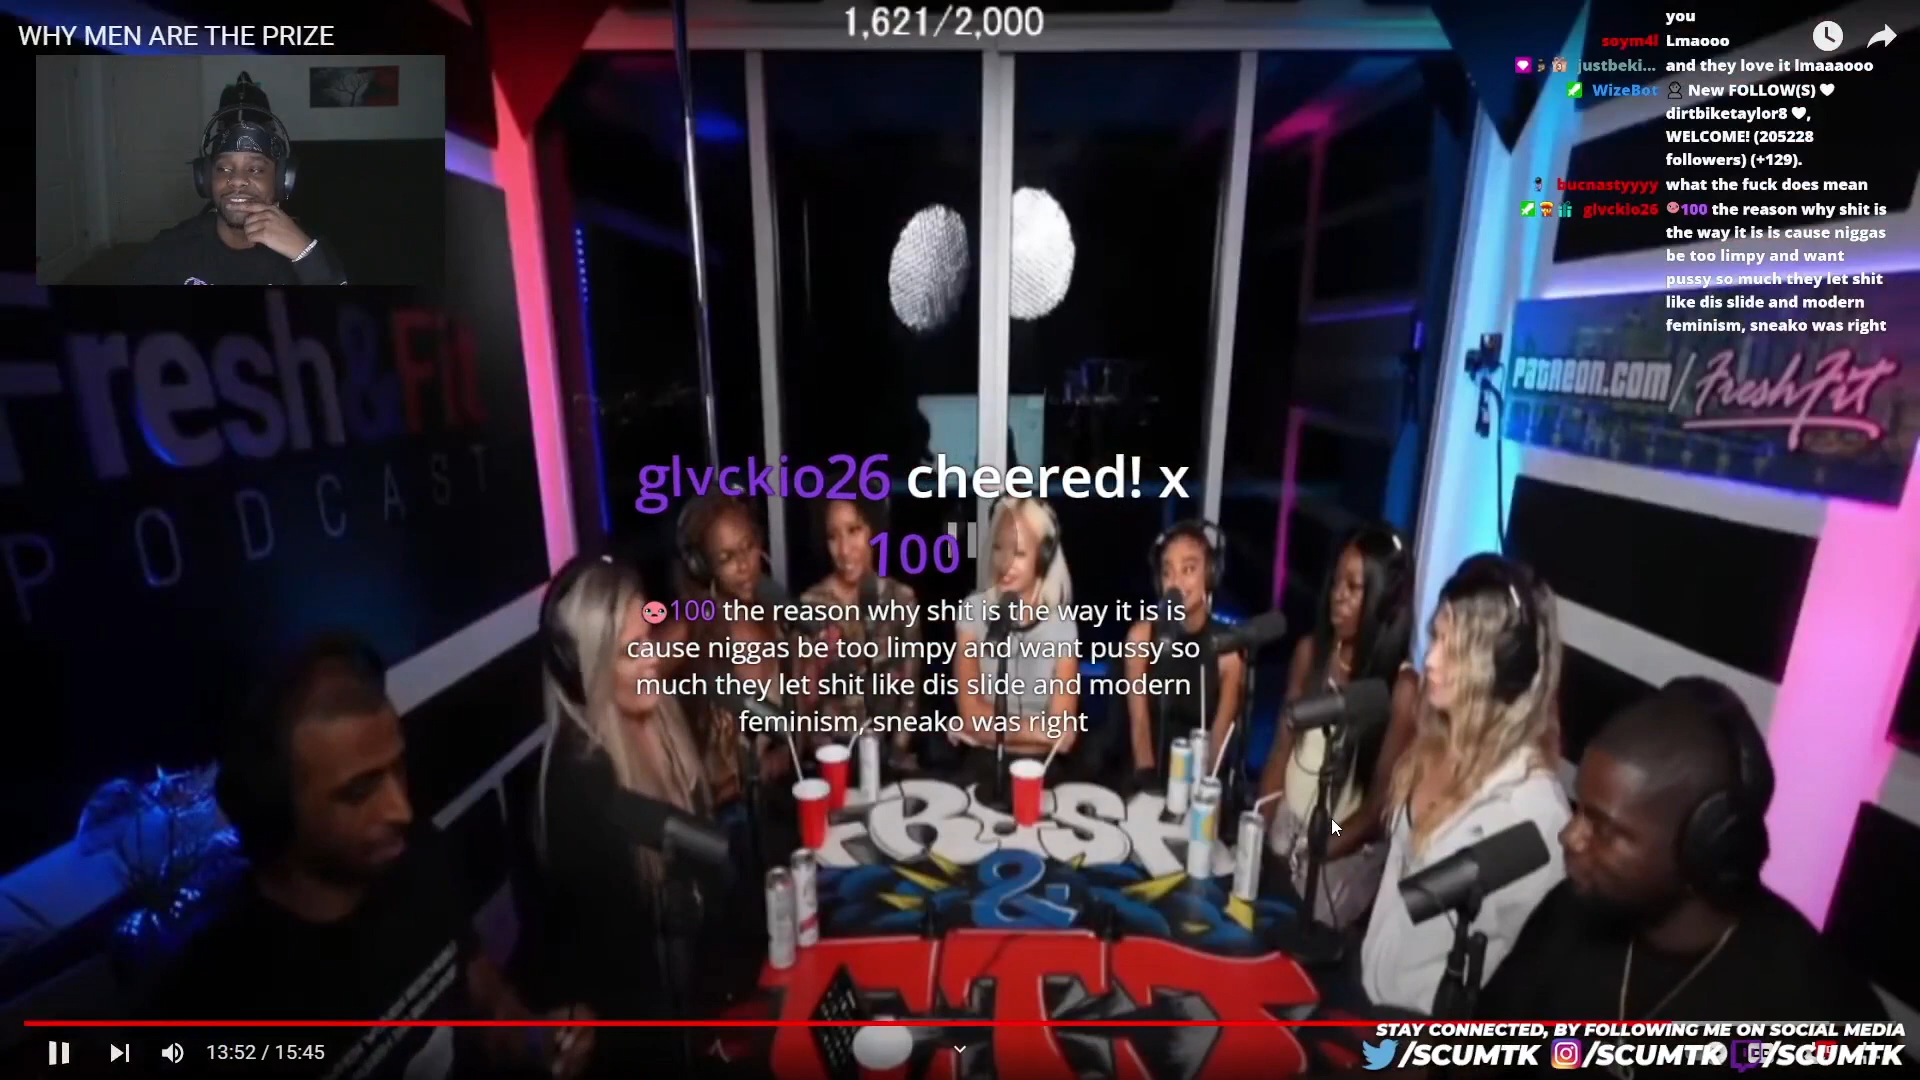 WHY MEN ARE THE PRIZE
1,621/2,000
you
soym4l Lmaooo
justbeki... and they love it lmaaaooo
WizeBot New FOLLOW(S)
dirtbiketaylor8 ,
WELCOME! (205228
followers) (+129).
bucnastyyyy what the fuck does mean
glvckio26 100 the reason why shit is
the way it is is cause niggas
be too limpy and want
pussy so much they let shit
like dis slide and modern
feminism, sneako was right
Fresh&Fit
PODCAST
Patreon.com/FreshFit
glvckio26 cheered! x
100
100 the reason why shit is the way it is is
cause niggas be too limpy and want pussy so
much they let shit like dis slide and modern
feminism, sneako was right
FRESH
&
FIT
13:52 / 15:45
STAY CONNECTED, BY FOLLOWING ME ON SOCIAL MEDIA
/SCUMTK /SCUMTK /SCUMTK